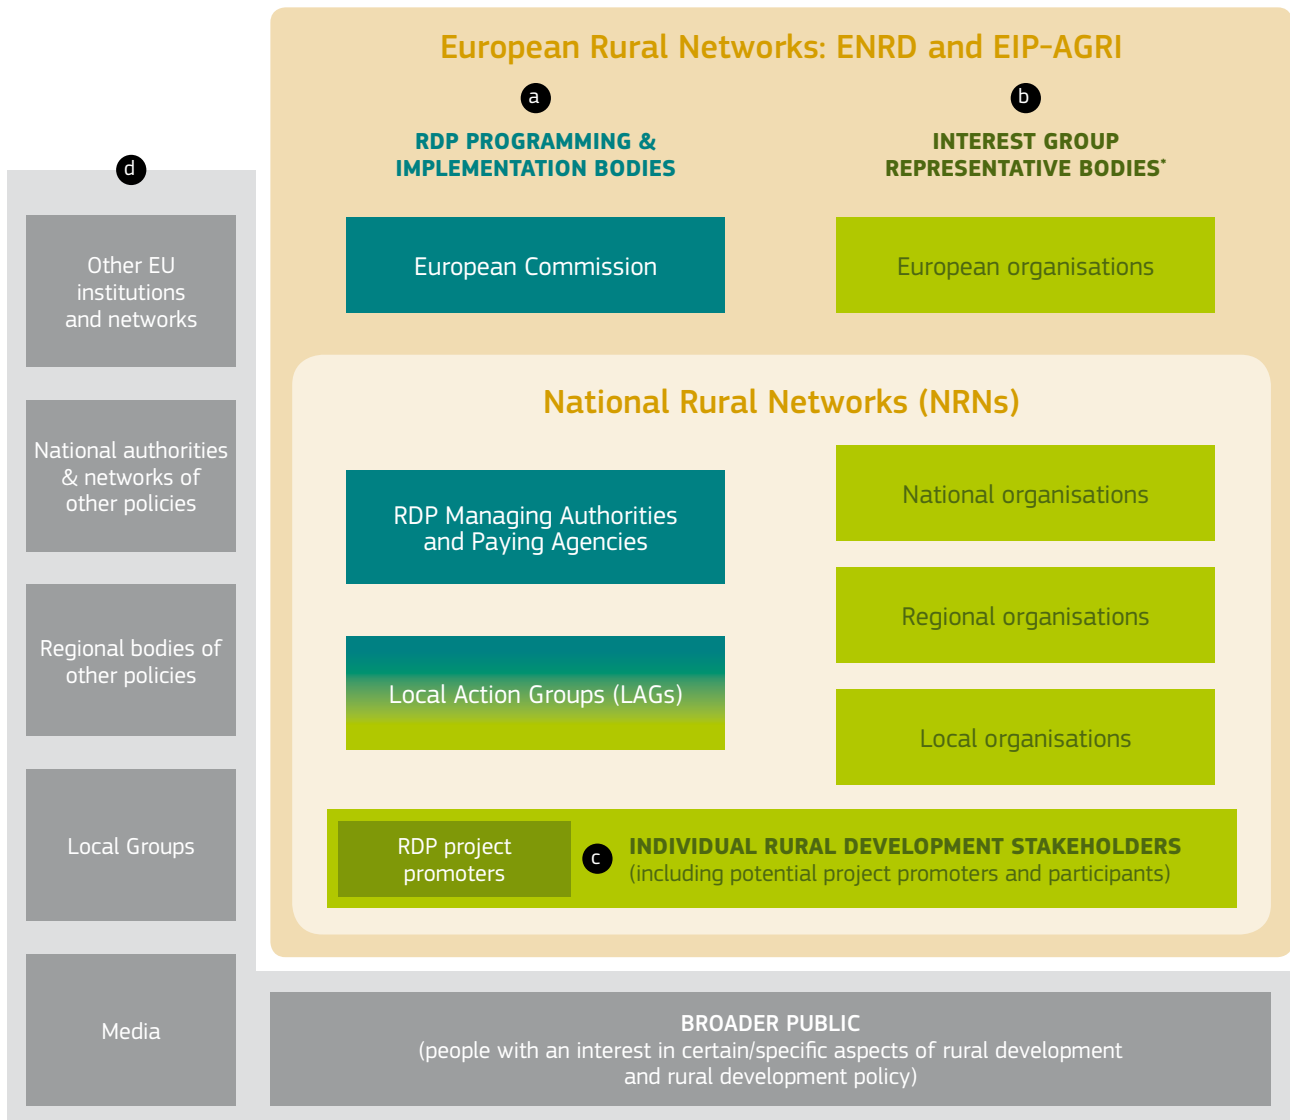 European Rural Networks: ENRD and EIP-AGRI
a
RDP PROGRAMMING &
IMPLEMENTATION BODIES
b
INTEREST GROUP
REPRESENTATIVE BODIES*
European Commission
European organisations
National Rural Networks (NRNs)
RDP Managing Authorities
and Paying Agencies
Local Action Groups (LAGs)
National organisations
Regional organisations
Local organisations
RDP project
promoters
c
INDIVIDUAL RURAL DEVELOPMENT STAKEHOLDERS
(including potential project promoters and participants)
d
Other EU
institutions
and networks
National authorities
& networks of
other policies
Regional bodies of
other policies
Local Groups
Media
BROADER PUBLIC
(people with an interest in certain/specific aspects of rural development
and rural development policy)